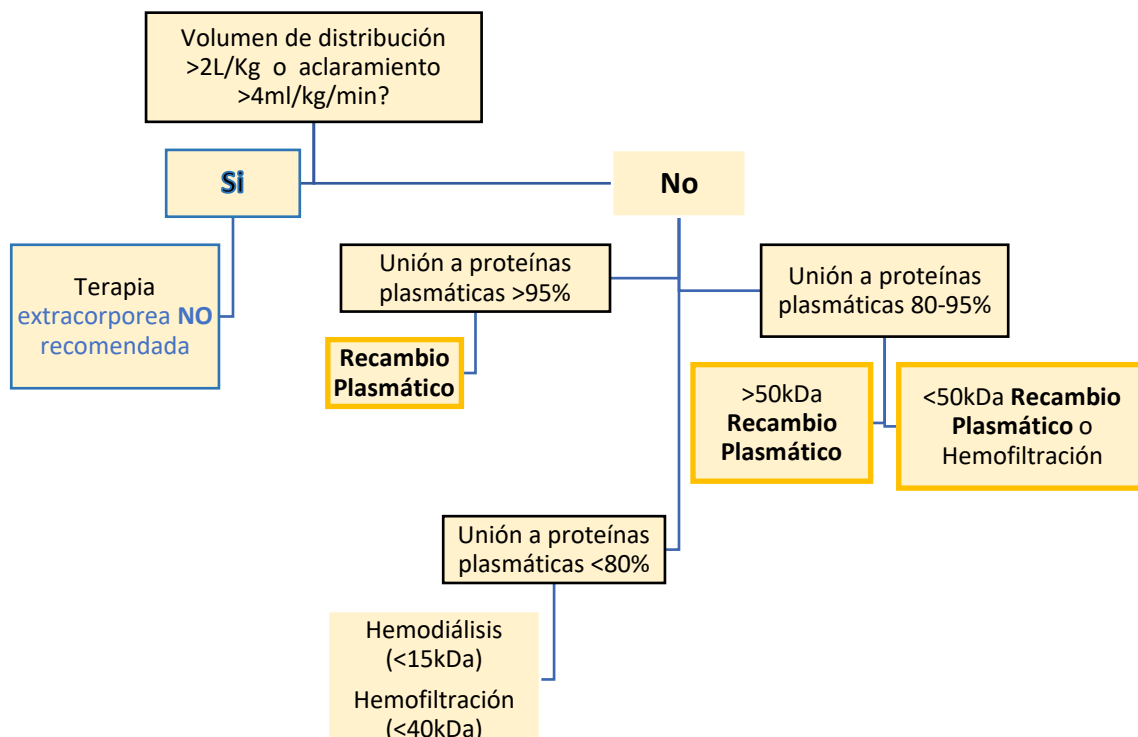 Volumen de distribución
>2L/Kg o aclaramiento
>4ml/kg/min?
Si
No
Terapia
extracorporea NO
recomendada
Unión a proteínas
plasmáticas >95%
Recambio
Plasmático
Unión a proteínas
plasmáticas 80-95%
>50kDa
Recambio
Plasmático
<50kDa Recambio
Plasmático o
Hemofiltración
Unión a proteínas
plasmáticas <80%
Hemodiálisis
(<15kDa)
Hemofiltración
(<40kDa)